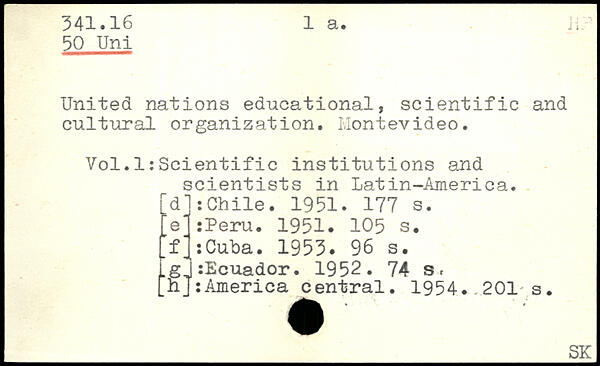 341.16 1 a. HF
50 Uni
United nations educational, scientific and
cultural organization. Montevideo.
Vol.1:Scientific institutions and
scientists in Latin-America.
[d]:Chile. 1951. 177 s.
[e]:Peru. 1951. 105 s.
[f]:Cuba. 1953. 96 s.
[g]:Ecuador. 1952. 74 s.
[h]:America central. 1954. 201 s.
SK